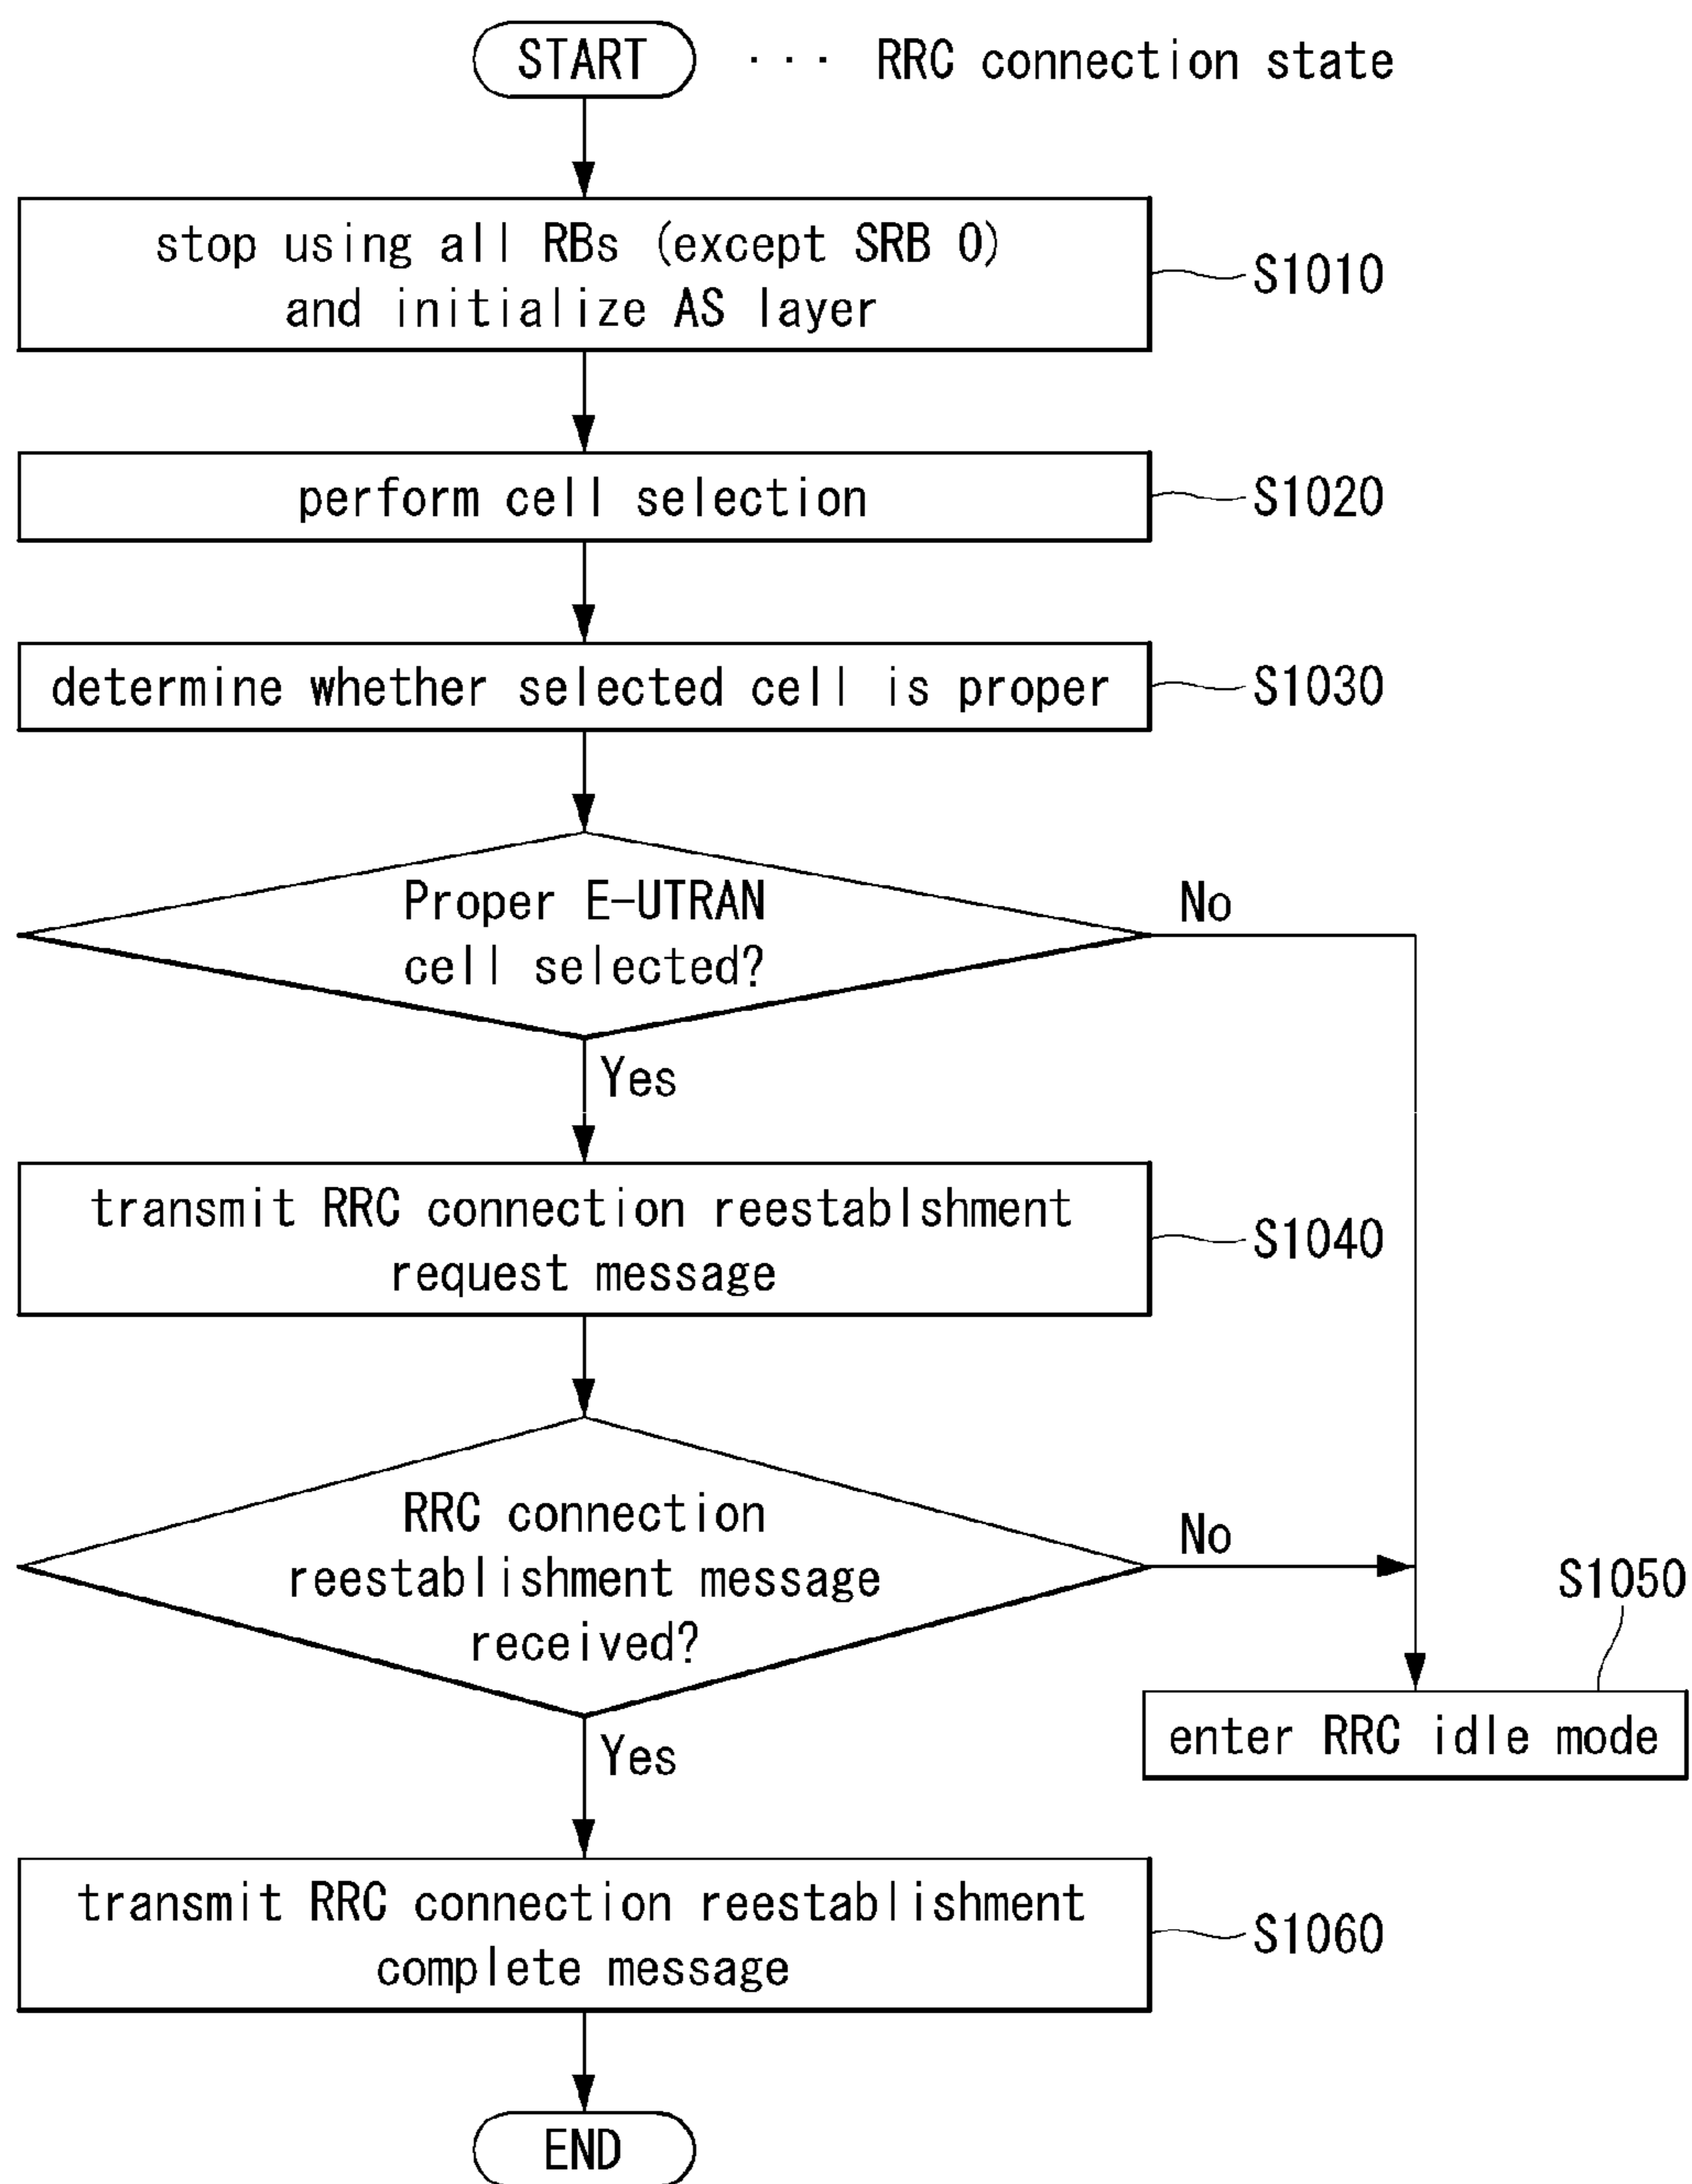 START ・・・ RRC connection state
stop using all RBs (except SRB 0)
and initialize AS layer
S1010
perform cell selection
S1020
determine whether selected cell is proper
S1030
Proper E-UTRAN
cell selected?
No
Yes
transmit RRC connection reestablshment
request message
S1040
RRC connection
reestablishment message
received?
No
S1050
enter RRC idle mode
Yes
transmit RRC connection reestablishment
complete message
S1060
END